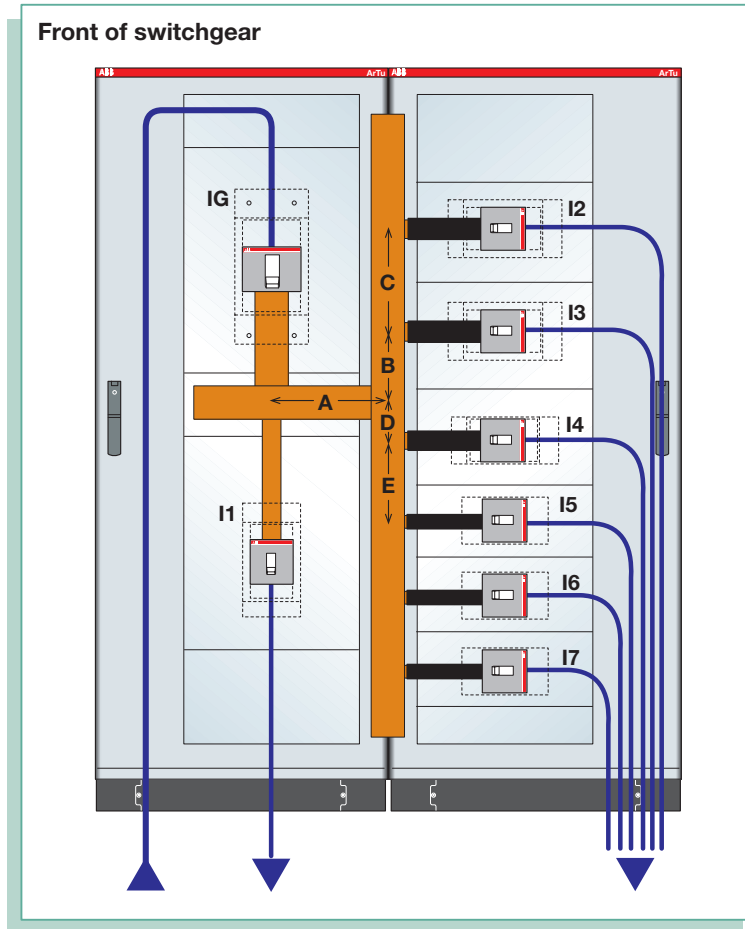 Front of switchgear
ABB ArTu ABB ArTu
IG
I2
C
I3
B
A
D
I4
E
I1
I5
I6
I7